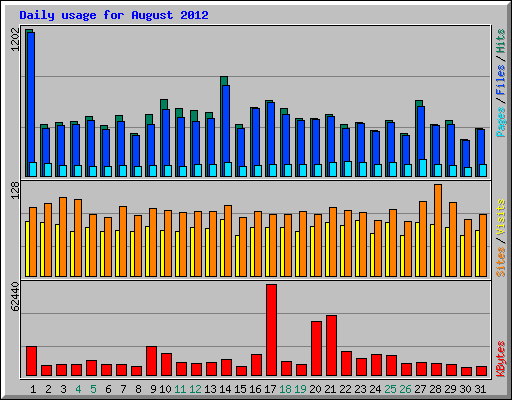 Daily usage for August 2012
1202
Pages / Files / Hits
128
Sites / Visits
62440
KBytes
1 2 3 4 5 6 7 8 9 10 11 12 13 14 15 16 17 18 19 20 21 22 23 24 25 26 27 28 29 30 31